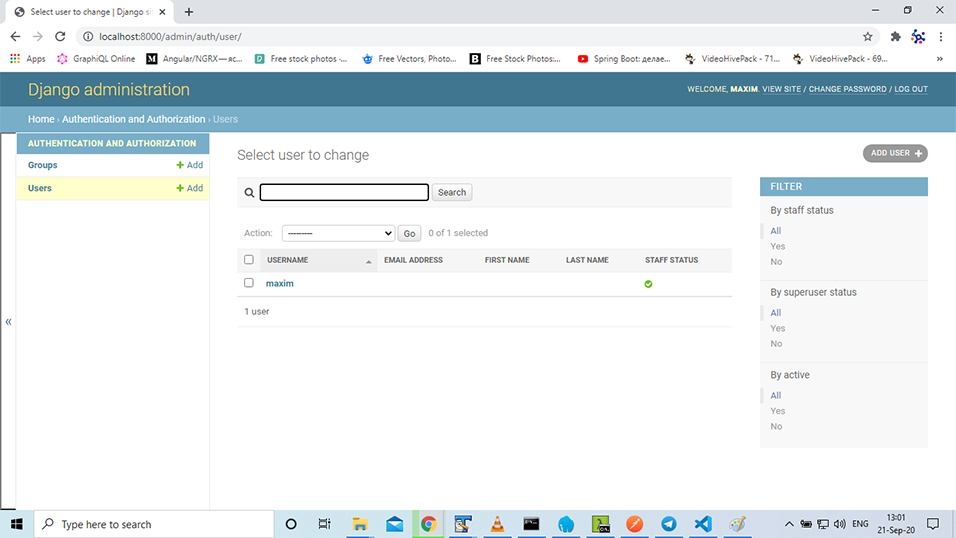 Select user to change | Django si
localhost:8000/admin/auth/user/
Apps GraphiQL Online Angular/NGRX — яс... Free stock photos ·... Free Vectors, Photo... Free Stock Photos:... Spring Boot: делае... VideoHivePack - 71... VideoHivePack - 69... »
Django administration
WELCOME, MAXIM. VIEW SITE / CHANGE PASSWORD / LOG OUT
Home › Authentication and Authorization › Users
AUTHENTICATION AND AUTHORIZATION
Groups + Add
Users + Add
«
Select user to change
ADD USER +
Search
Action: --------- Go 0 of 1 selected
USERNAME EMAIL ADDRESS FIRST NAME LAST NAME STAFF STATUS
maxim
1 user
FILTER
By staff status
All
Yes
No
By superuser status
All
Yes
No
By active
All
Yes
No
Type here to search
ENG
13:01
21-Sep-20